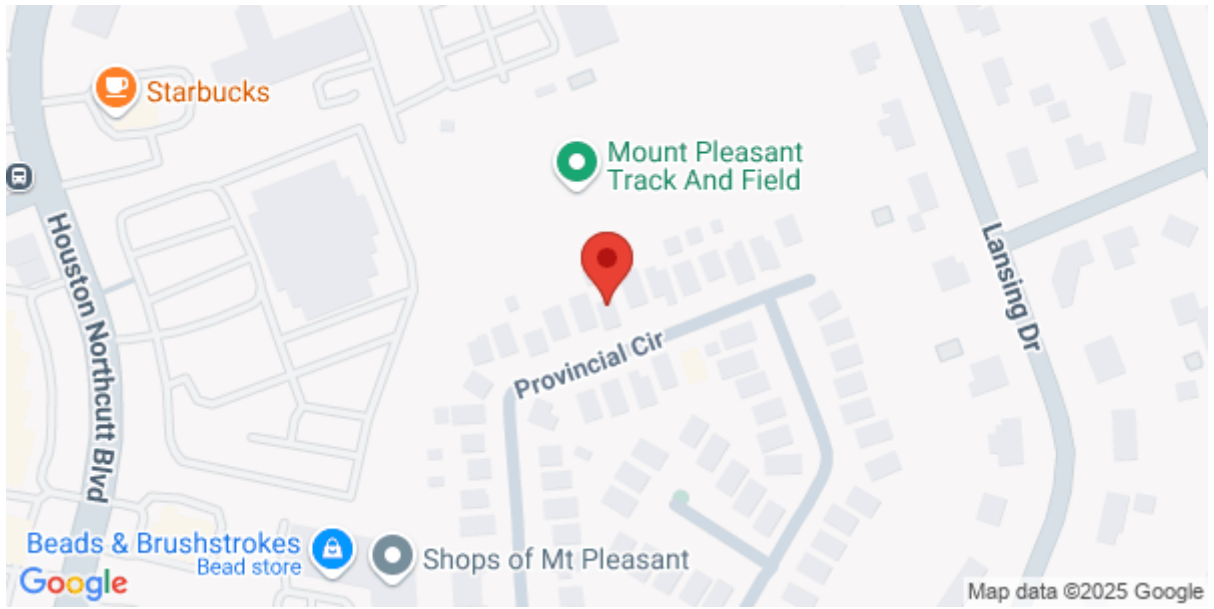 Starbucks
Mount Pleasant
Track And Field
Houston Northcutt Blvd
Lansing Dr
Provincial Cir
Beads & Brushstrokes
Bead store
Shops of Mt Pleasant
Google
Map data ©2025 Google